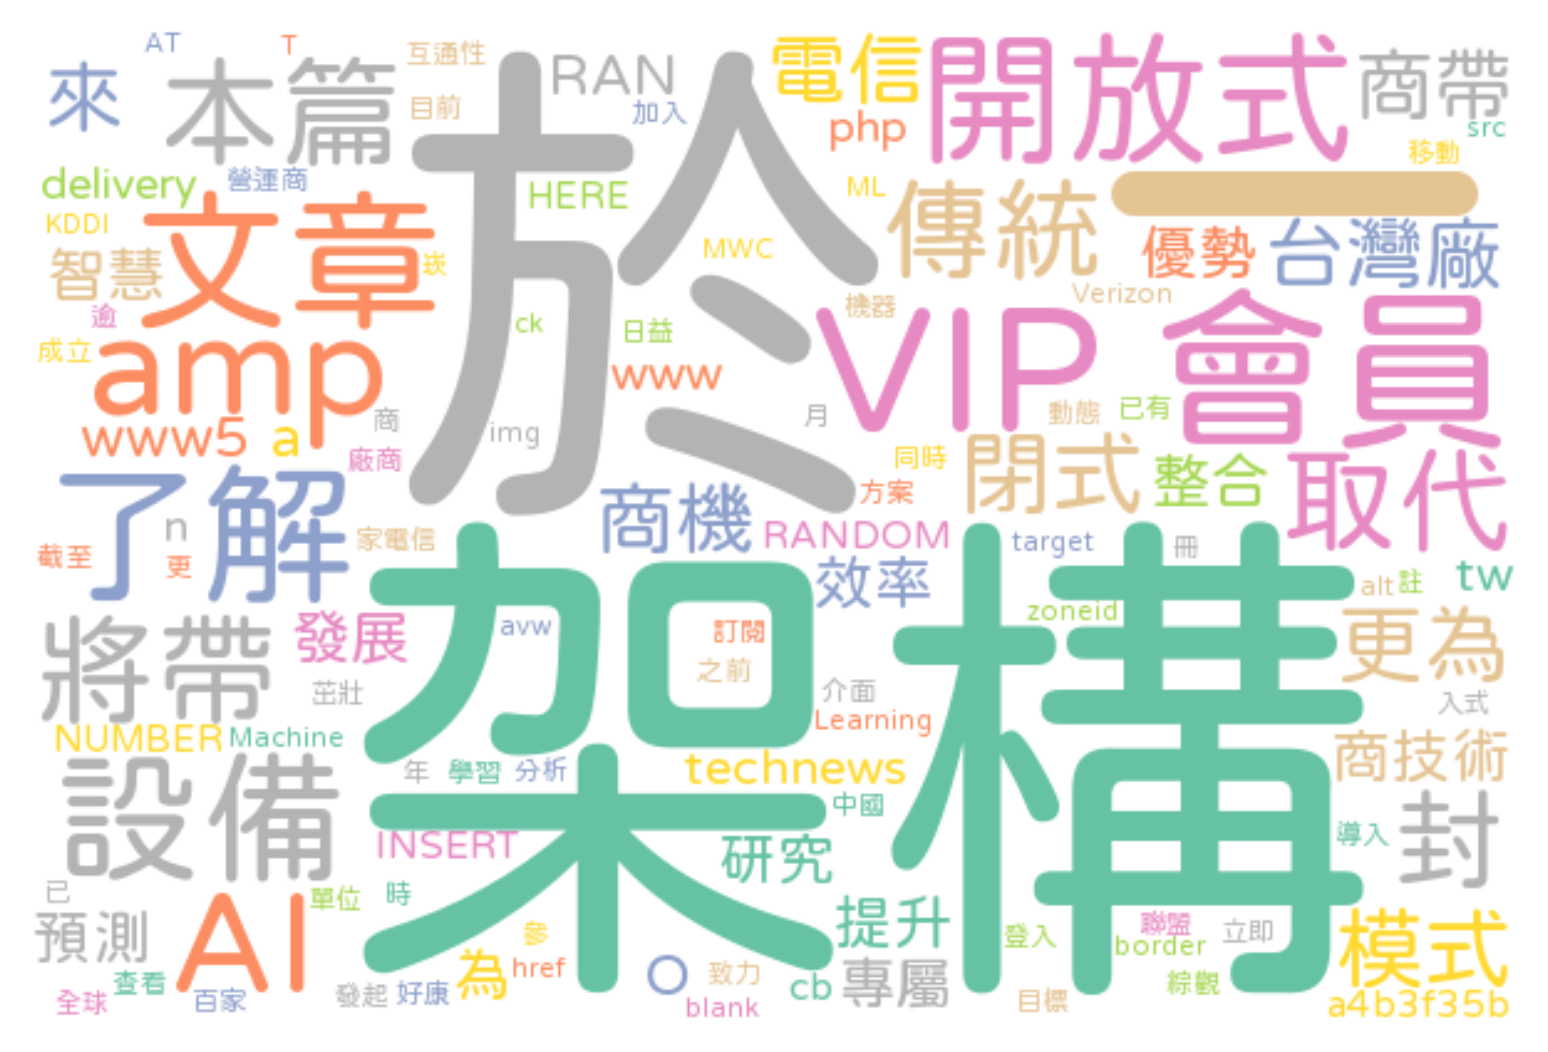 AT
T
互通性
來
本篇
目前
RAN
加入
電信
php
開放式
商帶
src
移動
delivery
營運商
HERE
ML
傳統
一
KDDI
文章
於
MWC
優勢
台灣廠
智慧
崁
機器
Verizon
逾
ck
日益
VIP
會員
成立
amp
www
月
動態
已有
www5
a
商
img
廠商
同時
閉式
整合
取代
了解
n
商機
方案
RANDOM
家電信
target
冊
截至
更
效率
架構
alt
註
tw
zoneid
將帶
發展
avw
訂閱
更為
之前
茁壯
介面
入式
NUMBER
Machine
Learning
商技術
設備
年
學習
分析
technews
中國
封
導入
INSERT
研究
已
單位
時
預測
AI
參
提升
登入
聯盟
border
立即
模式
查看
為
href
O
致力
cb
專屬
綜觀
全球
百家
發起
好康
blank
目標
a4b3f35b